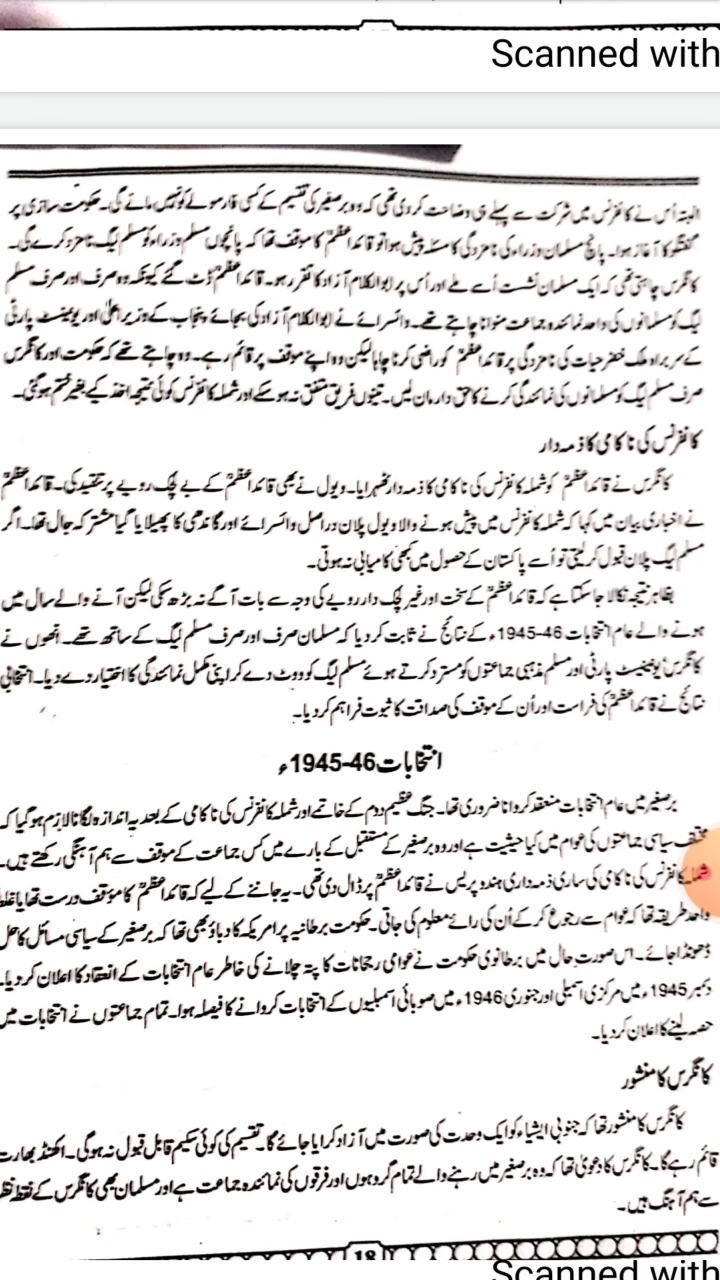 Scanned with
البتہ اُس نے کانفرنس میں شرکت سے پہلے ہی وضاحت کردی تھی کہ وہ برصغیر کی تقسیم کے کسی فارمولے کو نہیں مانے گی۔ حکومت سازی پر
گفتگو کا آغاز ہوا۔ پانچ مسلمان وزراء کی نامزدگی کا مسئلہ پیش ہوا تو قائداعظمؒ کا موقف تھا کہ پانچوں مسلم وزراء کو مسلم لیگ نامزد کرے گی۔
کانگرس چاہتی تھی کہ ایک مسلمان نشست اُسے ملے اور اُس پر ابوالکلام آزاد کا تقرر ہو۔ قائداعظمؒ ڈٹ گئے کیونکہ وہ صرف اور صرف مسلم
لیگ کو مسلمانوں کی واحد نمائندہ جماعت منوانا چاہتے تھے۔ وائسرائے نے ابوالکلام آزاد کی بجائے پنجاب کے وزیراعلیٰ اور یونینسٹ پارٹی
کے سربراہ ملک خضر حیات کی نامزدگی پر قائداعظمؒ کو راضی کرنا چاہا لیکن وہ اپنے موقف پر قائم رہے۔ وہ چاہتے تھے کہ حکومت اور کانگرس
صرف مسلم لیگ کو مسلمانوں کی نمائندگی کرنے کا حق دار مان لیں۔ تینوں فریق متفق نہ ہوسکے اور شملہ کانفرنس کوئی نتیجہ اخذ کیے بغیر ختم ہوگئی۔
کانفرنس کی ناکامی کا ذمہ دار
کانگرس نے قائداعظمؒ کو شملہ کانفرنس کی ناکامی کا ذمہ دار ٹھہرایا۔ ویول نے بھی قائداعظمؒ کے بے لچک رویے پر تنقید کی۔ قائداعظمؒ
نے اخباری بیان میں کہا کہ شملہ کانفرنس میں پیش ہونے والا ویول پلان دراصل وائسرائے اور گاندھی کا پھیلایا گیا مشترکہ جال تھا۔ اگر
مسلم لیگ پلان قبول کرلیتی تو اُسے پاکستان کے حصول میں کبھی کامیابی نہ ہوتی۔
بظاہر نتیجہ نکالا جاسکتا ہے کہ قائداعظمؒ کے سخت اور غیر لچک دار رویے کی وجہ سے بات آگے نہ بڑھ سکی لیکن آنے والے سال میں
ہونے والے عام انتخابات 46-1945ء کے نتائج نے ثابت کردیا کہ مسلمان صرف اور صرف مسلم لیگ کے ساتھ تھے۔ انھوں نے
کانگرس یونینسٹ پارٹی اور مسلم مذہبی جماعتوں کو مسترد کرتے ہوئے مسلم لیگ کو ووٹ دے کر اپنی مکمل نمائندگی کا اختیار دے دیا۔ انتخابی
نتائج نے قائداعظمؒ کی فراست اور اُن کے موقف کی صداقت کا ثبوت فراہم کردیا۔
انتخابات 46-1945ء
برصغیر میں عام انتخابات منعقد کروانا ضروری تھا۔ جنگ عظیم دوم کے خاتمے اور شملہ کانفرنس کی ناکامی کے بعد یہ اندازہ لگانا لازم ہوگیا کہ
مختلف سیاسی جماعتوں کی عوام میں کیا حیثیت ہے اور وہ برصغیر کے مستقبل کے بارے میں کس جماعت کے موقف سے ہم آہنگی رکھتے ہیں۔
شملہ کانفرنس کی ناکامی کی ساری ذمہ داری ہندو پریس نے قائداعظمؒ پر ڈال دی تھی۔ یہ جاننے کے لیے کہ قائداعظمؒ کا موقف درست تھا یا غلط
واحد طریقہ تھا کہ عوام سے رجوع کرکے اُن کی رائے معلوم کی جاتی۔ حکومت برطانیہ پر امریکہ کا دباؤ بھی تھا کہ برصغیر کے سیاسی مسائل کا حل
ڈھونڈا جائے۔ اس صورت حال میں برطانوی حکومت نے عوامی رجحانات کا پتہ چلانے کی خاطر عام انتخابات کے انعقاد کا اعلان کردیا۔
دسمبر 1945ء میں مرکزی اسمبلی اور جنوری 1946ء میں صوبائی اسمبلیوں کے انتخابات کروانے کا فیصلہ ہوا۔ تمام جماعتوں نے انتخابات میں
حصہ لینے کا اعلان کردیا۔
کانگرس کا منشور
کانگرس کا منشور تھا کہ جنوبی ایشیاء کو ایک وحدت کی صورت میں آزاد کرایا جائے گا۔ تقسیم کی کوئی سکیم قابل قبول نہ ہوگی۔ اکھنڈ بھارت
قائم رہے گا۔ کانگرس کا دعویٰ تھا کہ وہ برصغیر میں رہنے والے تمام گروہوں اور فرقوں کی نمائندہ جماعت ہے اور مسلمان بھی کانگرس کے نقطہ
سے ہم آہنگ ہیں۔
18
Scanned with